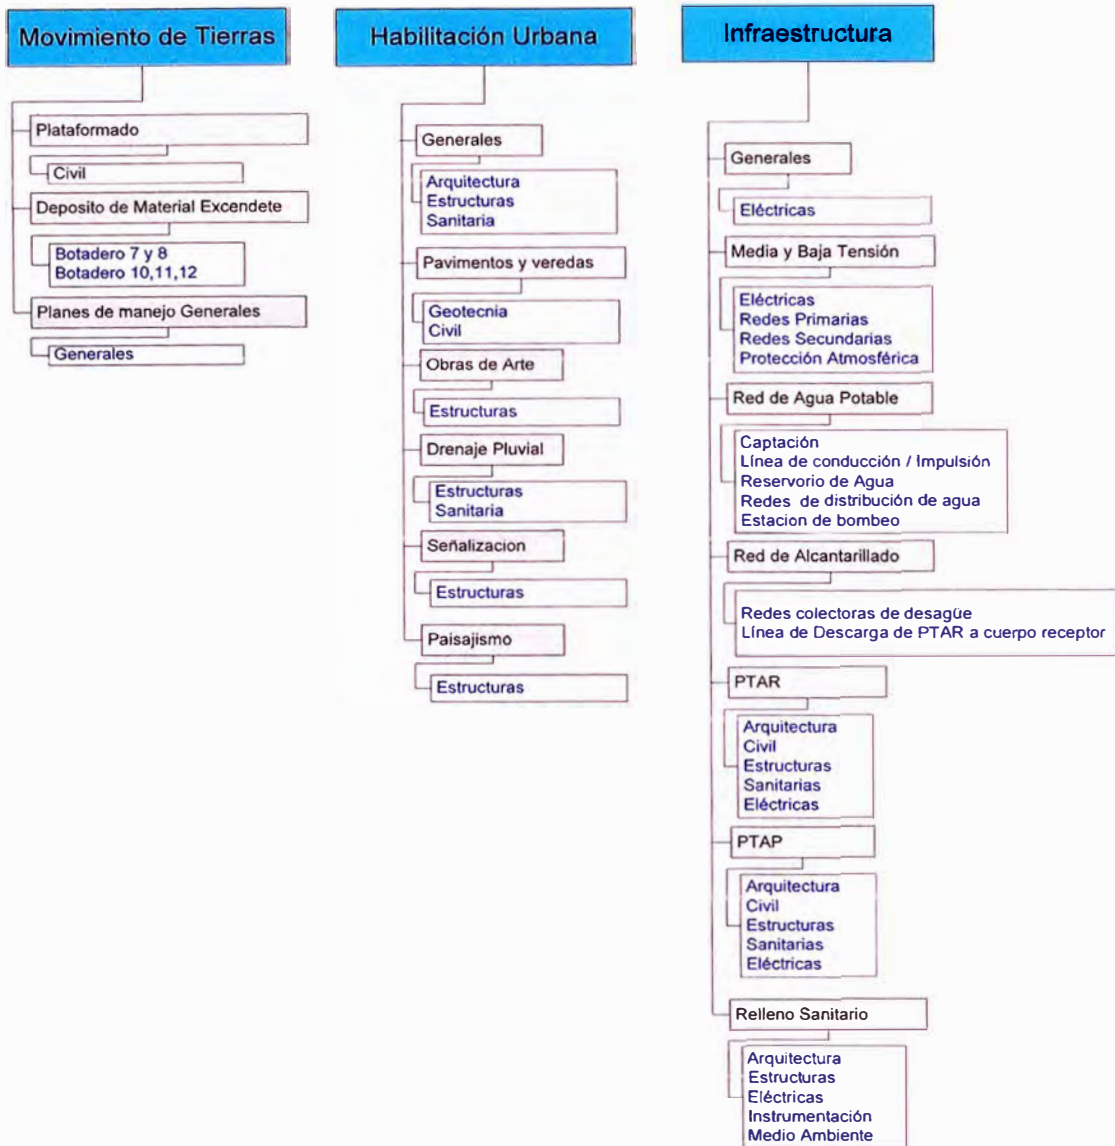 Movimiento de Tierras
Plataformado
Civil
Deposito de Material Excendete
Botadero 7 y 8
Botadero 10,11,12
Planes de manejo Generales
Generales
Habilitación Urbana
Generales
Arquitectura
Estructuras
Sanitaria
Pavimentos y veredas
Geotecnia
Civil
Obras de Arte
Estructuras
Drenaje Pluvial
Estructuras
Sanitaria
Señalizacion
Estructuras
Paisajismo
Estructuras
Infraestructura
Generales
Eléctricas
Media y Baja Tensión
Eléctricas
Redes Primarias
Redes Secundarias
Protección Atmosférica
Red de Agua Potable
Captación
Línea de conducción / Impulsión
Reservorio de Agua
Redes de distribución de agua
Estacion de bombeo
Red de Alcantarillado
Redes colectoras de desagüe
Línea de Descarga de PTAR a cuerpo receptor
PTAR
Arquitectura
Civil
Estructuras
Sanitarias
Eléctricas
PTAP
Arquitectura
Civil
Estructuras
Sanitarias
Eléctricas
Relleno Sanitario
Arquitectura
Estructuras
Eléctricas
Instrumentación
Medio Ambiente